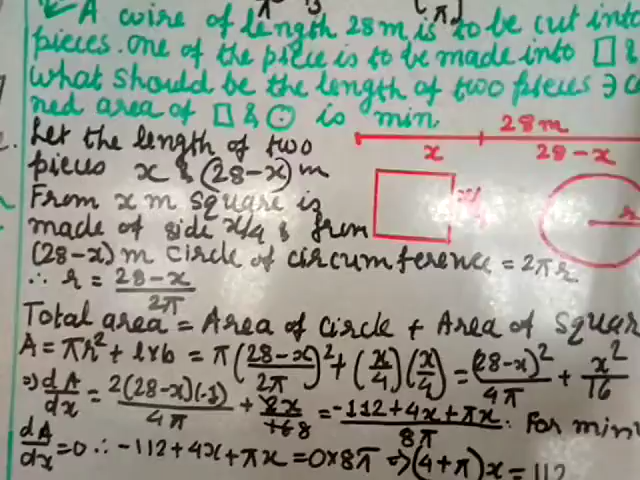 A wire of length 28m is to be cut into
pieces. One of the piece is to be made into □ &
what should be the length of two pieces ∋ co
ned area of □ & ⊙ is min
Let the length of two
pieces x & (28-x) m
28m
x 28-x
From x m square is
made of side x/4 & from
x/4
r
(28-x) m circle of circumference = 2πr
∴ r = (28-x)/2π
Total area = Area of circle + Area of squar
A = πr² + l×b = π((28-x)/2π)² + (x/4)(x/4) = (28-x)²/4π + x²/16
⇒ dA/dx = 2(28-x)(-1)/4π + 2x/16 8 = (-112+4x+πx)/8π . For min
dA/dx = 0 ∴ -112+4x+πx = 0×8π ⇒ (4+π)x = 112